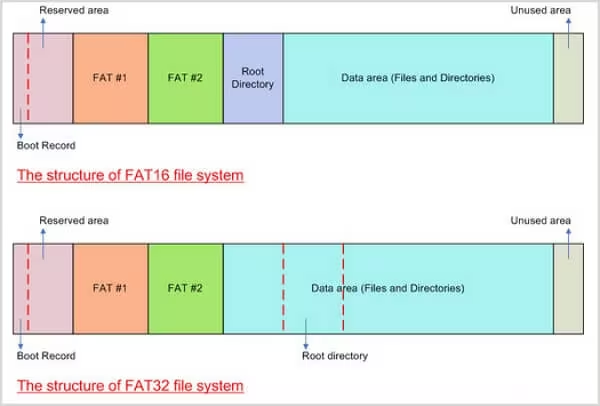 Reserved area
Unused area
FAT #1
FAT #2
Root
Directory
Data area (Files and Directories)
Boot Record
The structure of FAT16 file system
Reserved area
Unused area
FAT #1
FAT #2
Data area (Files and Directories)
Boot Record
Root directory
The structure of FAT32 file system